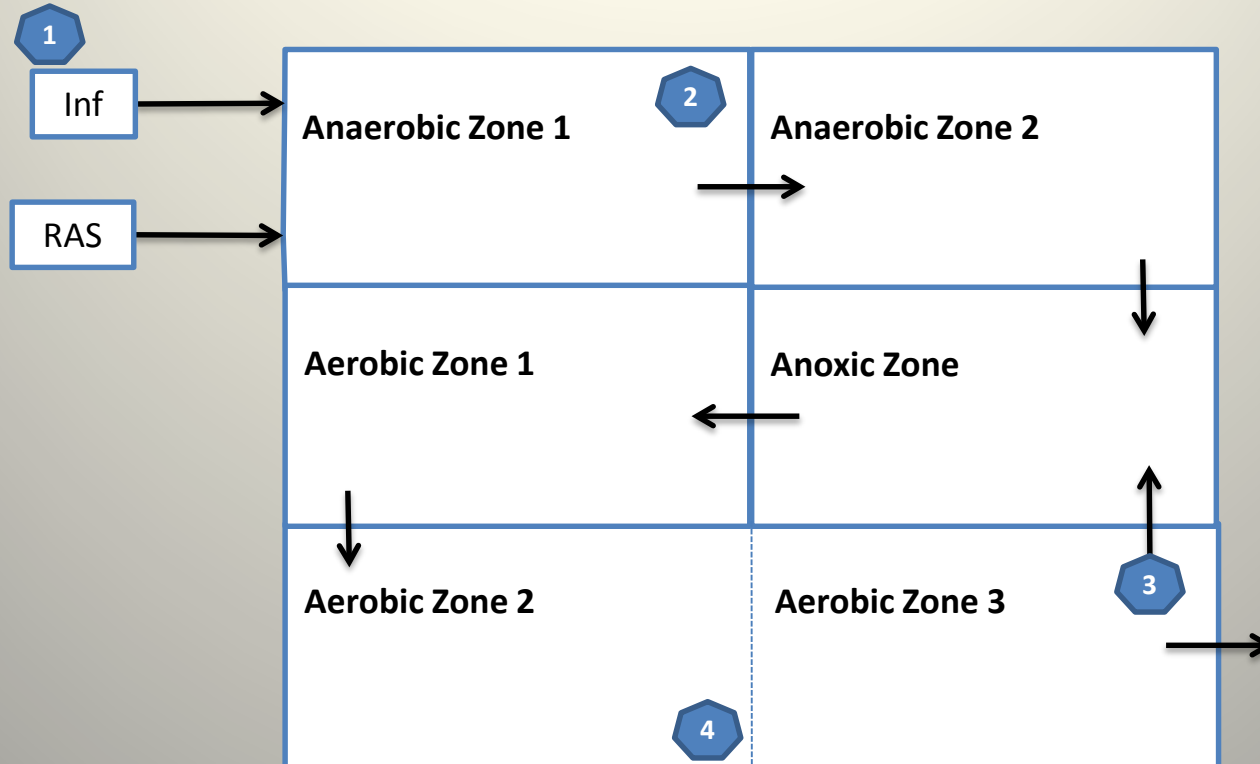 1
Inf
RAS
Anaerobic Zone 1
2
Anaerobic Zone 2
Aerobic Zone 1
Anoxic Zone
Aerobic Zone 2
Aerobic Zone 3
3
4